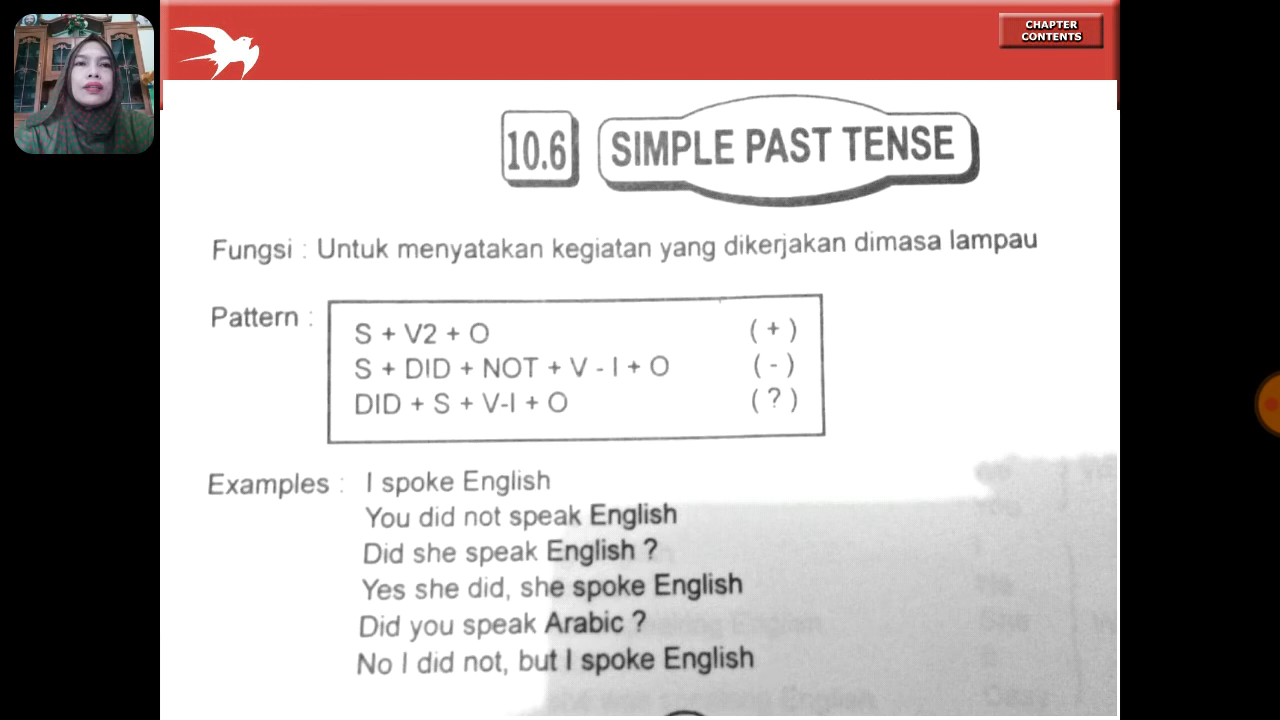 CHAPTER
CONTENTS
10.6 SIMPLE PAST TENSE
Fungsi : Untuk menyatakan kegiatan yang dikerjakan dimasa lampau
Pattern :
S + V2 + O ( + )
S + DID + NOT + V - I + O ( - )
DID + S + V-I + O ( ? )
Examples : I spoke English
You did not speak English
Did she speak English ?
Yes she did, she spoke English
Did you speak Arabic ?
No I did not, but I spoke English